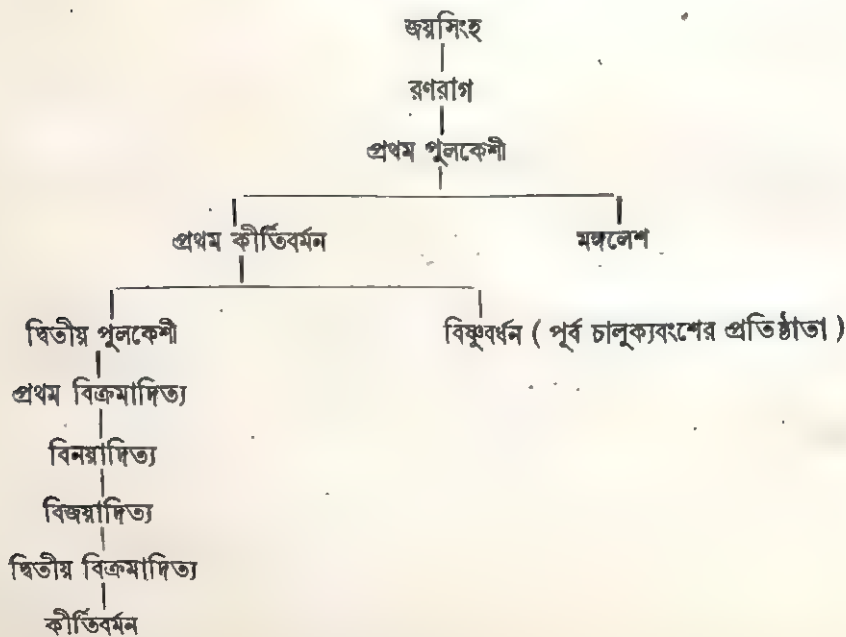 জয়সিংহ
রণরাগ
প্রথম পুলকেশী
প্রথম কীর্তিবর্মন মঙ্গলেশ
দ্বিতীয় পুলকেশী বিষ্ণুবর্ধন ( পূর্ব চালুক্যবংশের প্রতিষ্ঠাতা )
প্রথম বিক্রমাদিত্য
বিনয়াদিত্য
বিজয়াদিত্য
দ্বিতীয় বিক্রমাদিত্য
কীর্তিবর্মন